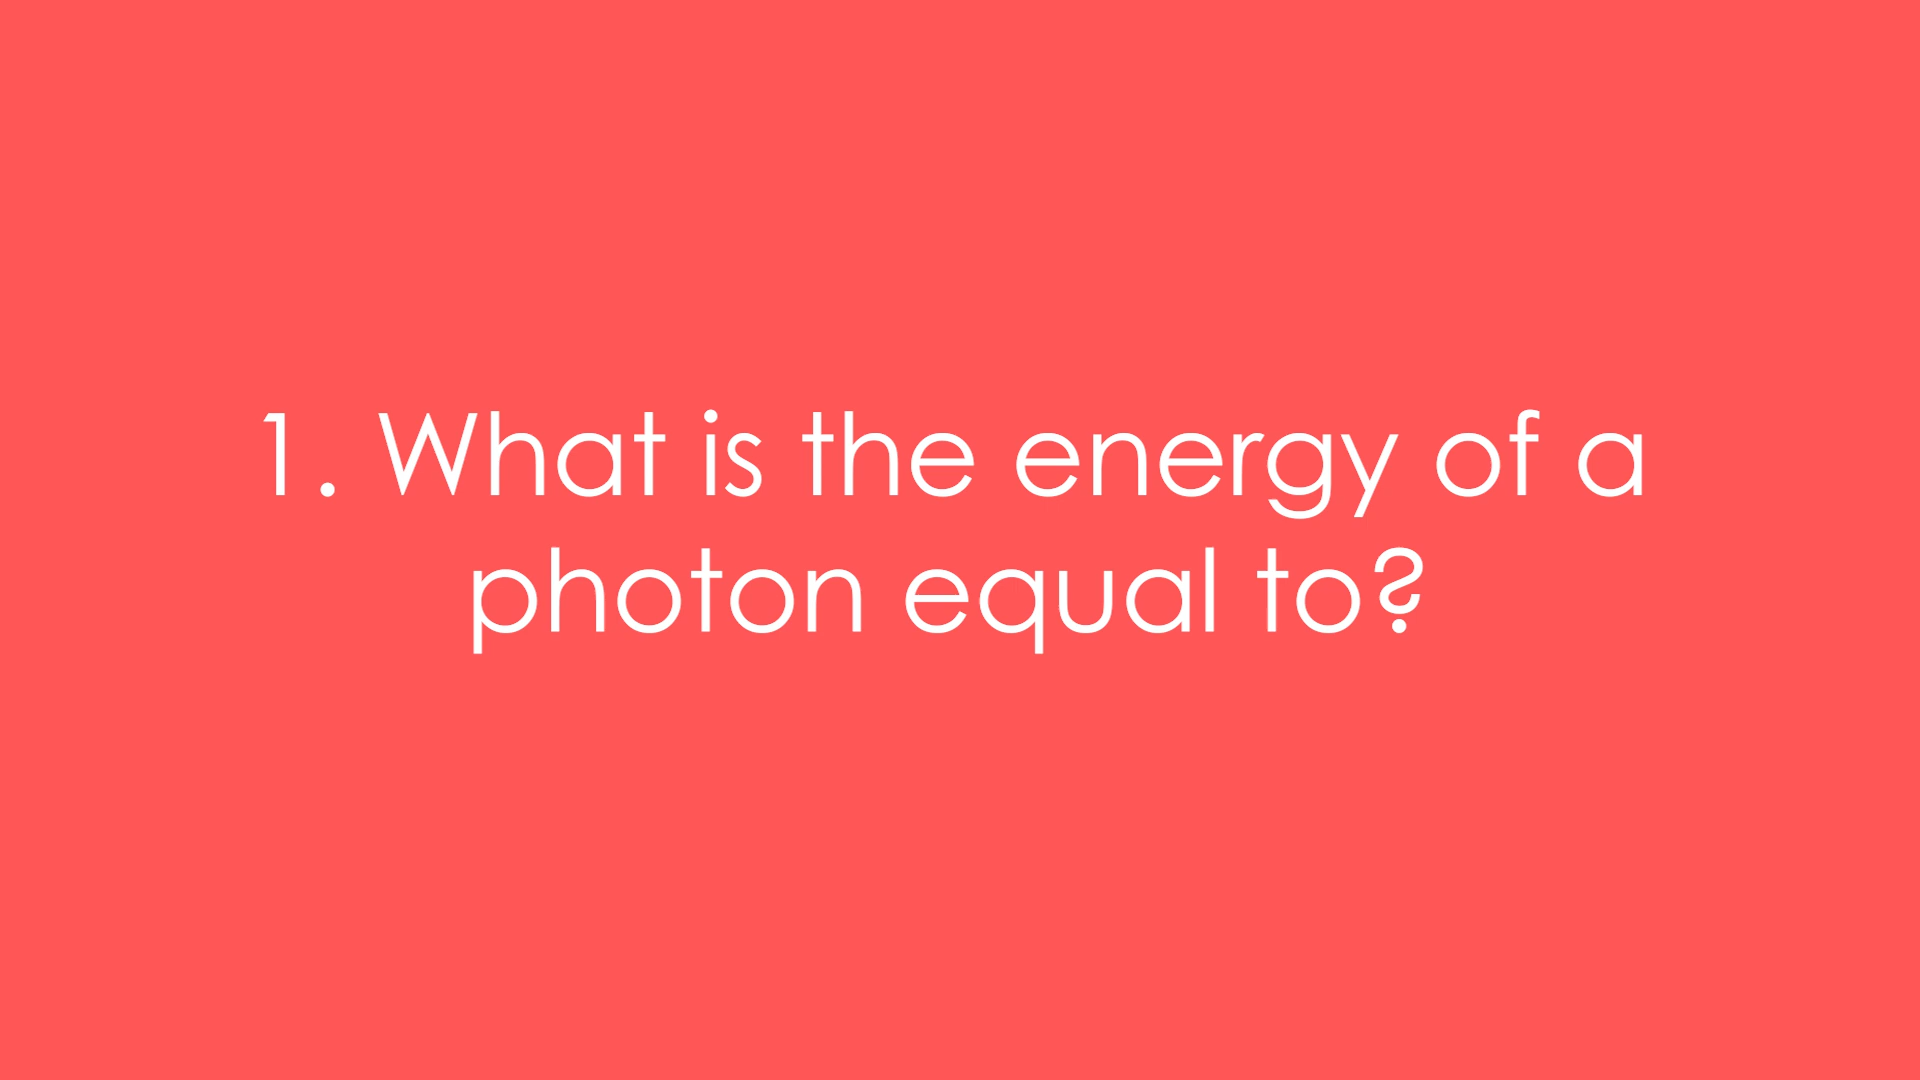 1. What is the energy of a
photon equal to?